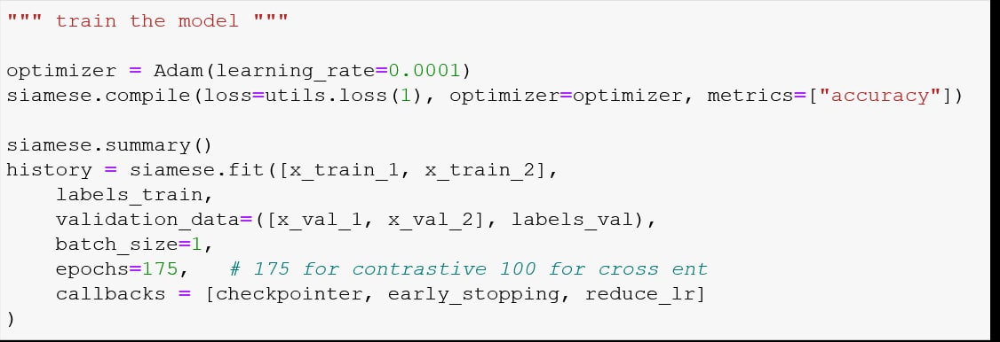 """ train the model """
optimizer = Adam(learning_rate=0.0001)
siamese.compile(loss=utils.loss(1), optimizer=optimizer, metrics=["accuracy"])
siamese.summary()
history = siamese.fit([x_train_1, x_train_2],
    labels_train,
    validation_data=([x_val_1, x_val_2], labels_val),
    batch_size=1,
    epochs=175,   # 175 for contrastive 100 for cross ent
    callbacks = [checkpointer, early_stopping, reduce_lr]
)